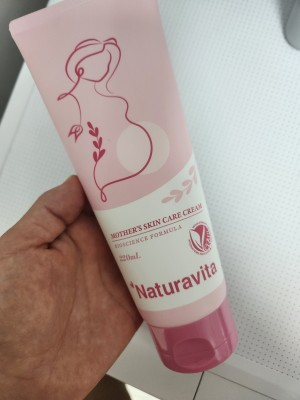 MOTHER'S SKIN CARE CREAM
BIOSCIENCE FORMULA
220ml.
Naturavita